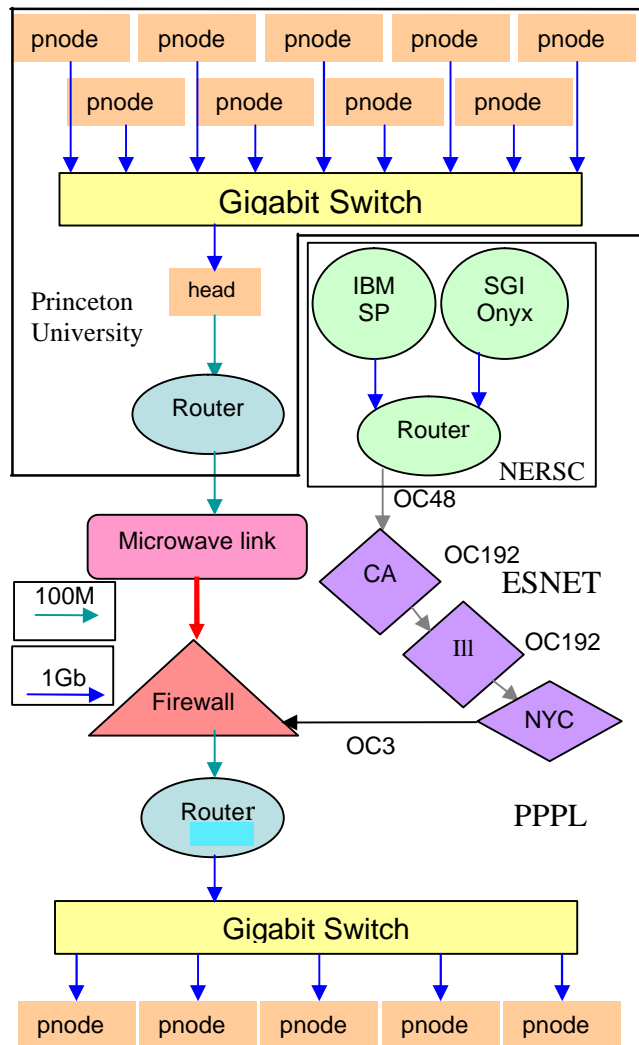 pnode pnode pnode pnode pnode
pnode pnode pnode pnode
Gigabit Switch
head
Princeton
University
Router
IBM
SP
SGI
Onyx
Router
NERSC
OC48
Microwave link
CA
OC192
ESNET
100M
Ill
OC192
1Gb
Firewall
NYC
OC3
Router
PPPL
Gigabit Switch
pnode pnode pnode pnode pnode